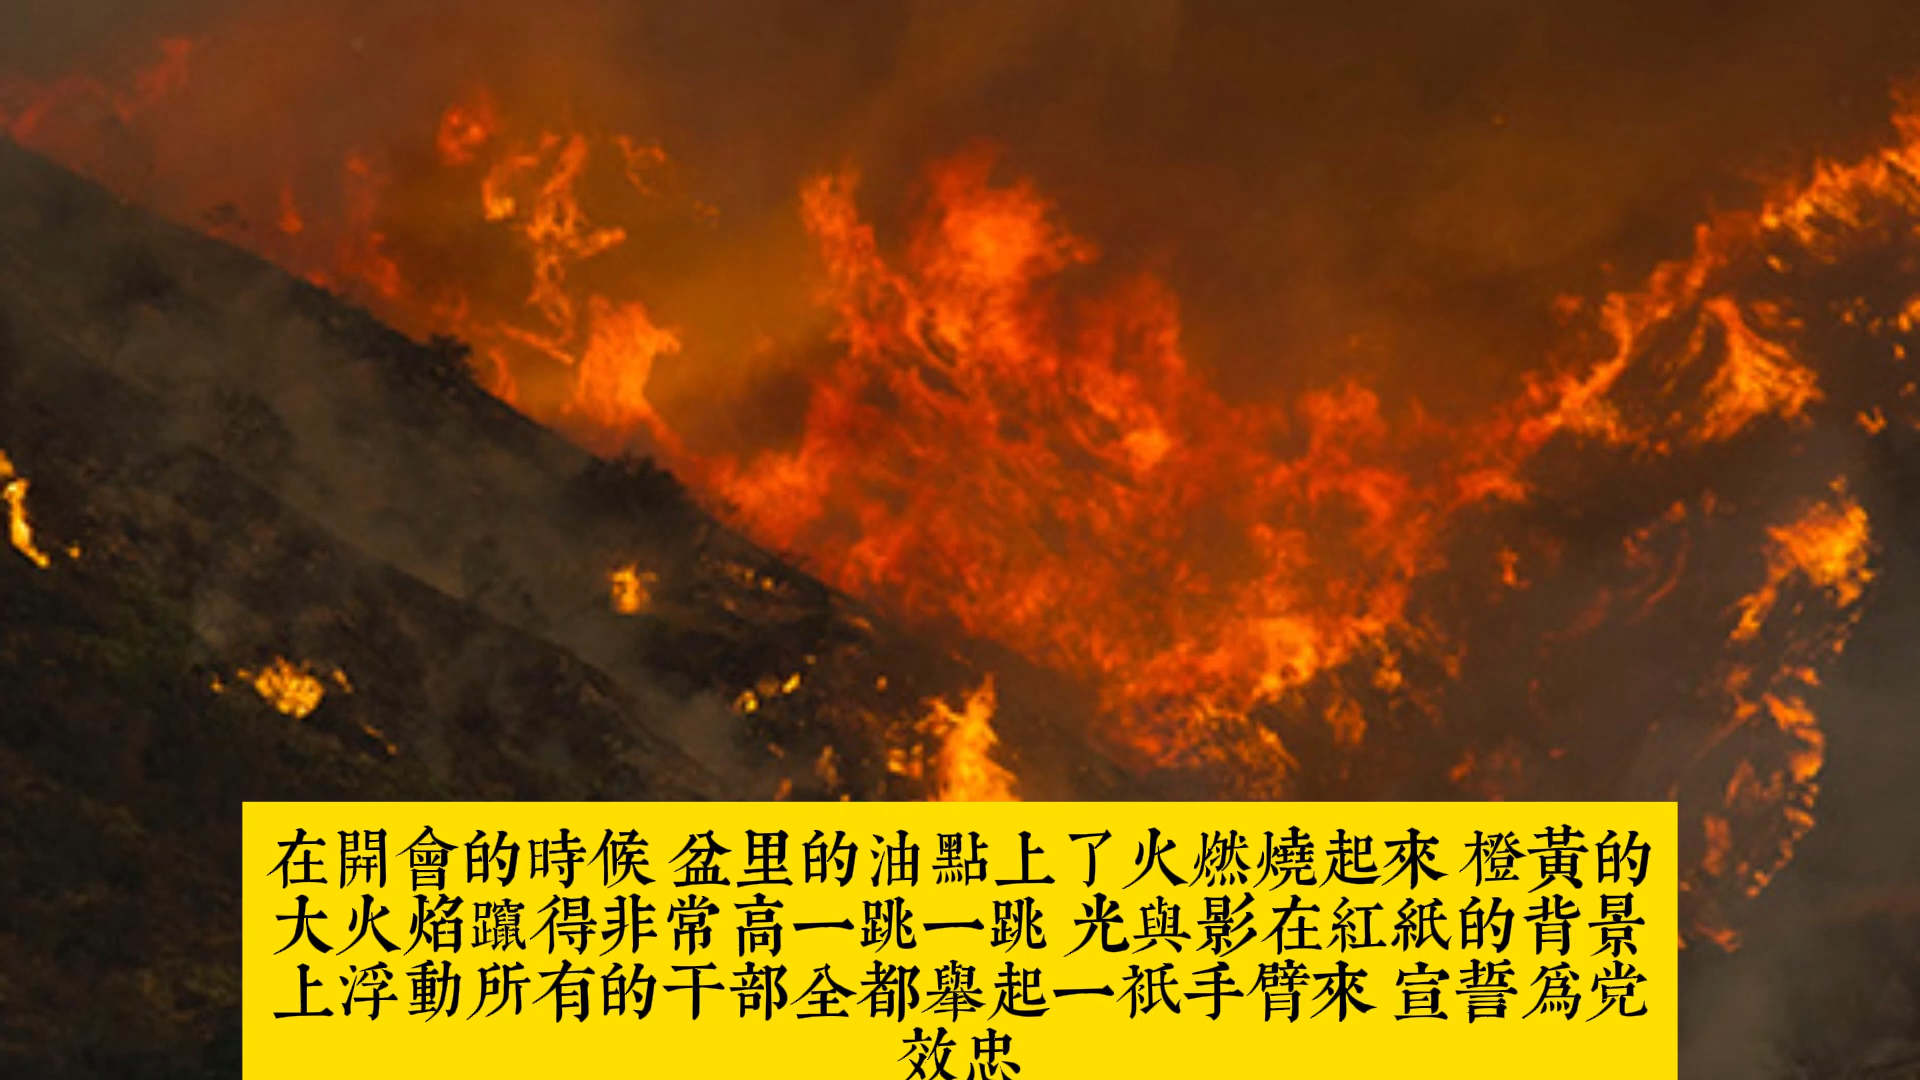 在開會的時候 盆里的油點上了火燃燒起來 橙黃的
大火焰躥得非常高一跳一跳 光與影在紅紙的背景
上浮動所有的干部全都舉起一衹手臂來 宣誓爲党
效忠